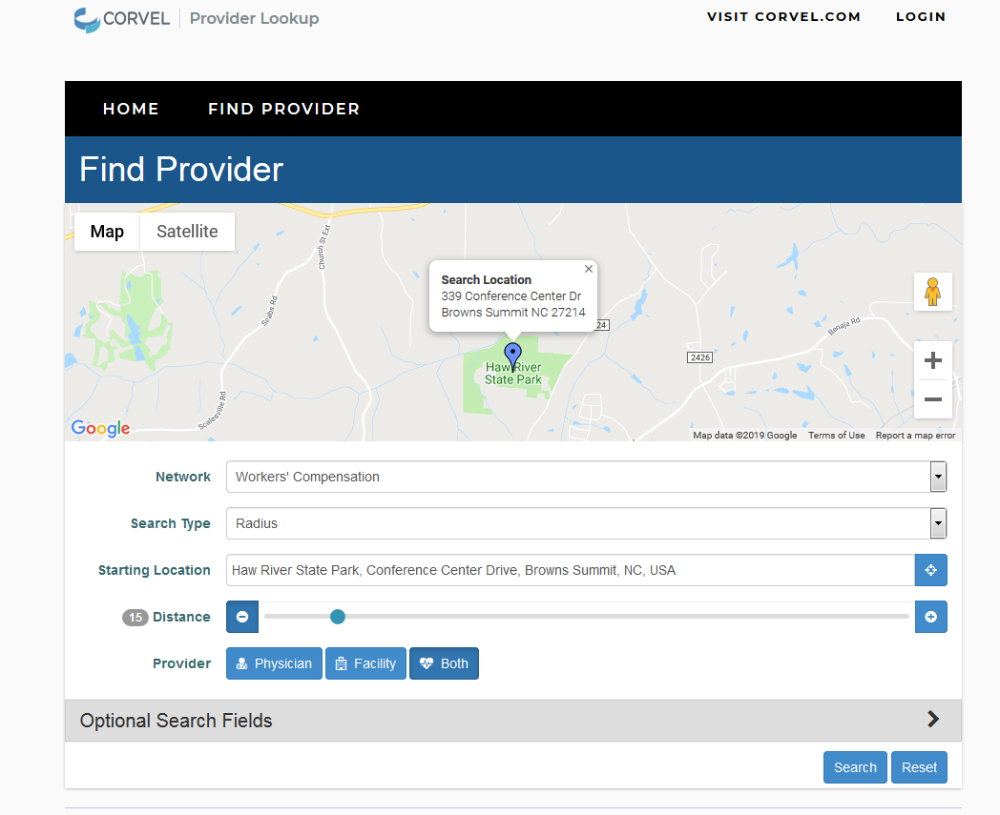 CORVEL Provider Lookup
VISIT CORVEL.COM LOGIN
HOME FIND PROVIDER
Find Provider
Map Satellite
Church St Ext
Scabs Rd
Search Location
339 Conference Center Dr
Browns Summit NC 27214
24
Benaja Rd
2426
Haw River
State Park
Scalesville Rd
Google
Map data ©2019 Google Terms of Use Report a map error
Network Workers' Compensation
Search Type Radius
Starting Location Haw River State Park, Conference Center Drive, Browns Summit, NC, USA
15 Distance
Provider Physician Facility Both
Optional Search Fields
Search Reset